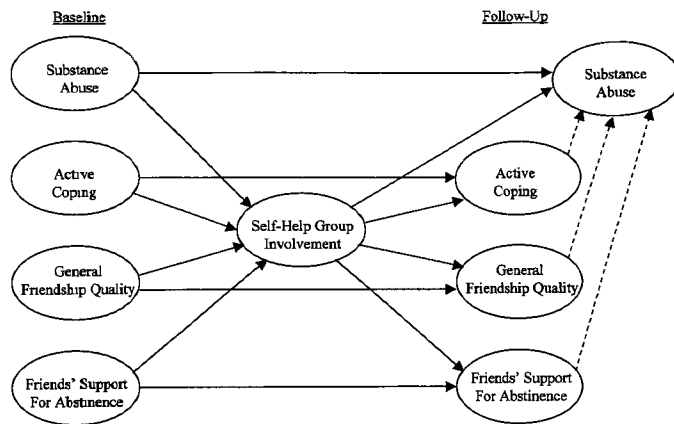 Baseline
Follow-Up
Substance
Abuse
Substance
Abuse
Active
Coping
Active
Coping
Self-Help Group
Involvement
General
Friendship Quality
General
Friendship Quality
Friends' Support
For Abstinence
Friends' Support
For Abstinence